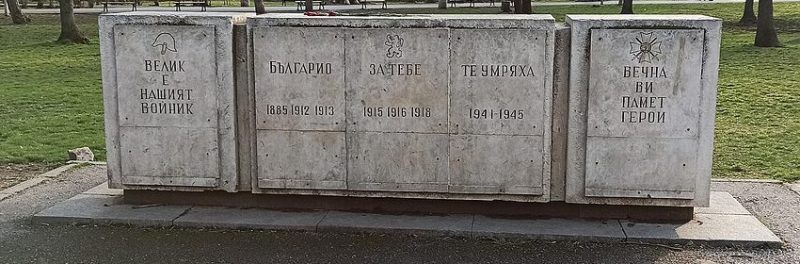 ВЕЛИК
Е
НАШИЯТ
ВОЙНИК
БЪЛГАРИО ЗА ТЕБЕ ТЕ УМРЯХА
1885 1912 1913 1915 1916 1918 1941-1945
ВЕЧНА
ВИ
ПАМЕТ
ГЕРОИ